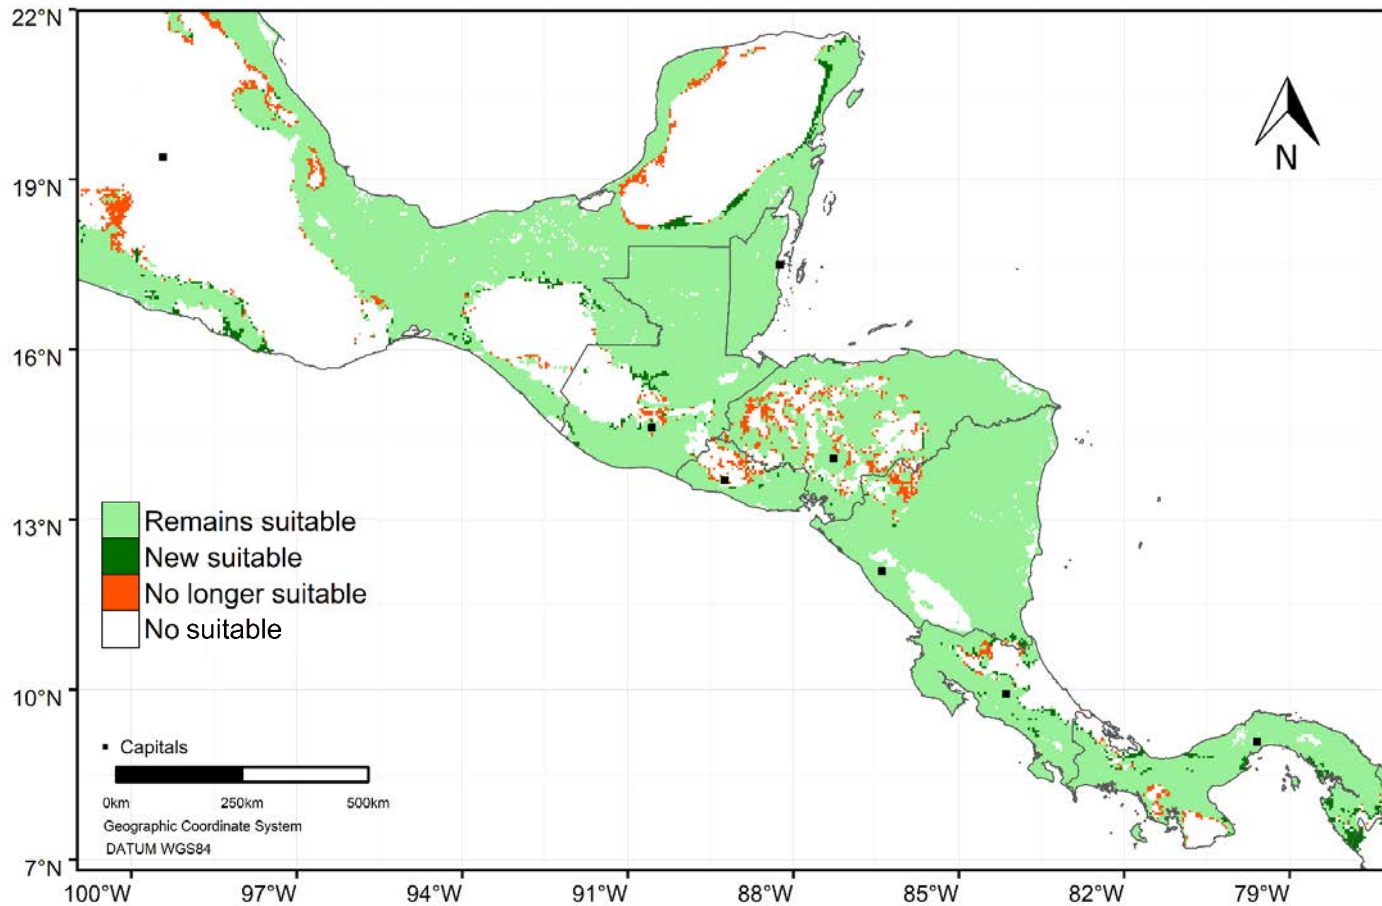 22°N
19°N
16°N
13°N
10°N
7°N
N
Remains suitable
New suitable
No longer suitable
No suitable
Capitals
0km 250km 500km
Geographic Coordinate System
DATUM WGS84
100°W 97°W 94°W 91°W 88°W 85°W 82°W 79°W